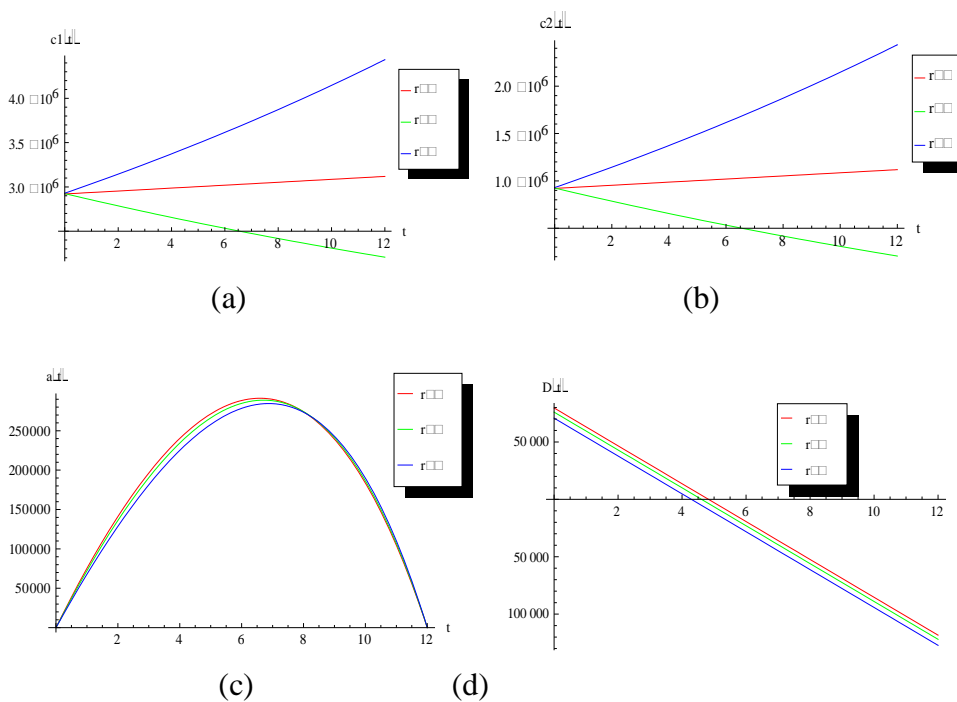 c1 t
4.0 □10^6
3.5 □10^6
3.0 □10^6
2 4 6 8 10 12 t
r□□
r□□
r□□
(a)
c2 t
2.0 □10^6
1.5 □10^6
1.0 □10^6
2 4 6 8 10 12 t
r□□
r□□
r□□
(b)
a t
250000
200000
150000
100000
50000
2 4 6 8 10 12 t
r□□
r□□
r□□
(c)
D t
50 000
2 4 6 8 10 12
50 000
100 000
r□□
r□□
r□□
(d)